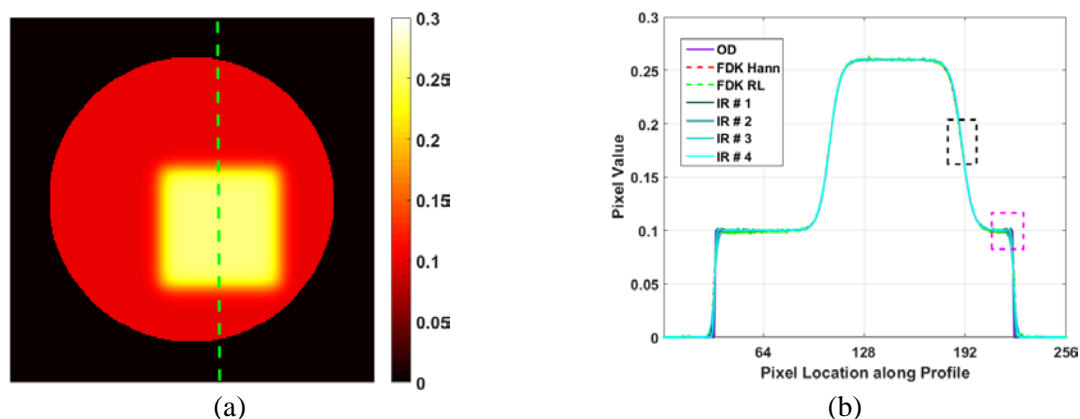 0.3
0.25
0.2
0.15
0.1
0.05
0
(a)
0.3
0.25
0.2
0.15
0.1
0.05
0
Pixel Value
OD
FDK Hann
FDK RL
IR # 1
IR # 2
IR # 3
IR # 4
64
128
192
256
Pixel Location along Profile
(b)